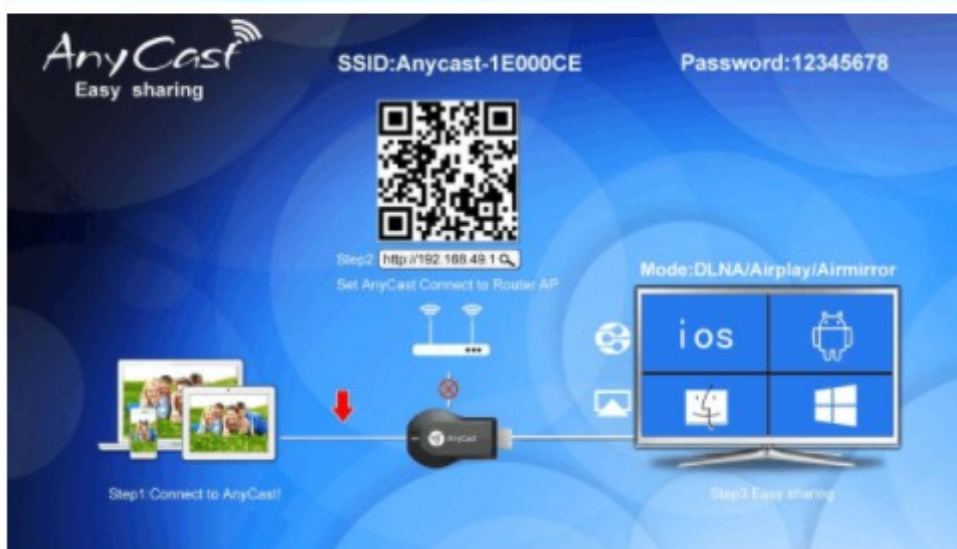 AnyCast
Easy sharing
SSID:Anycast-1E000CE
Password:12345678
Step2 http://192.168.49.1
Set AnyCast Connect to Router AP
Mode:DLNA/Airplay/Airmirror
ios
AnyCast
Step1:Connect to AnyCast!
Step3:Easy sharing